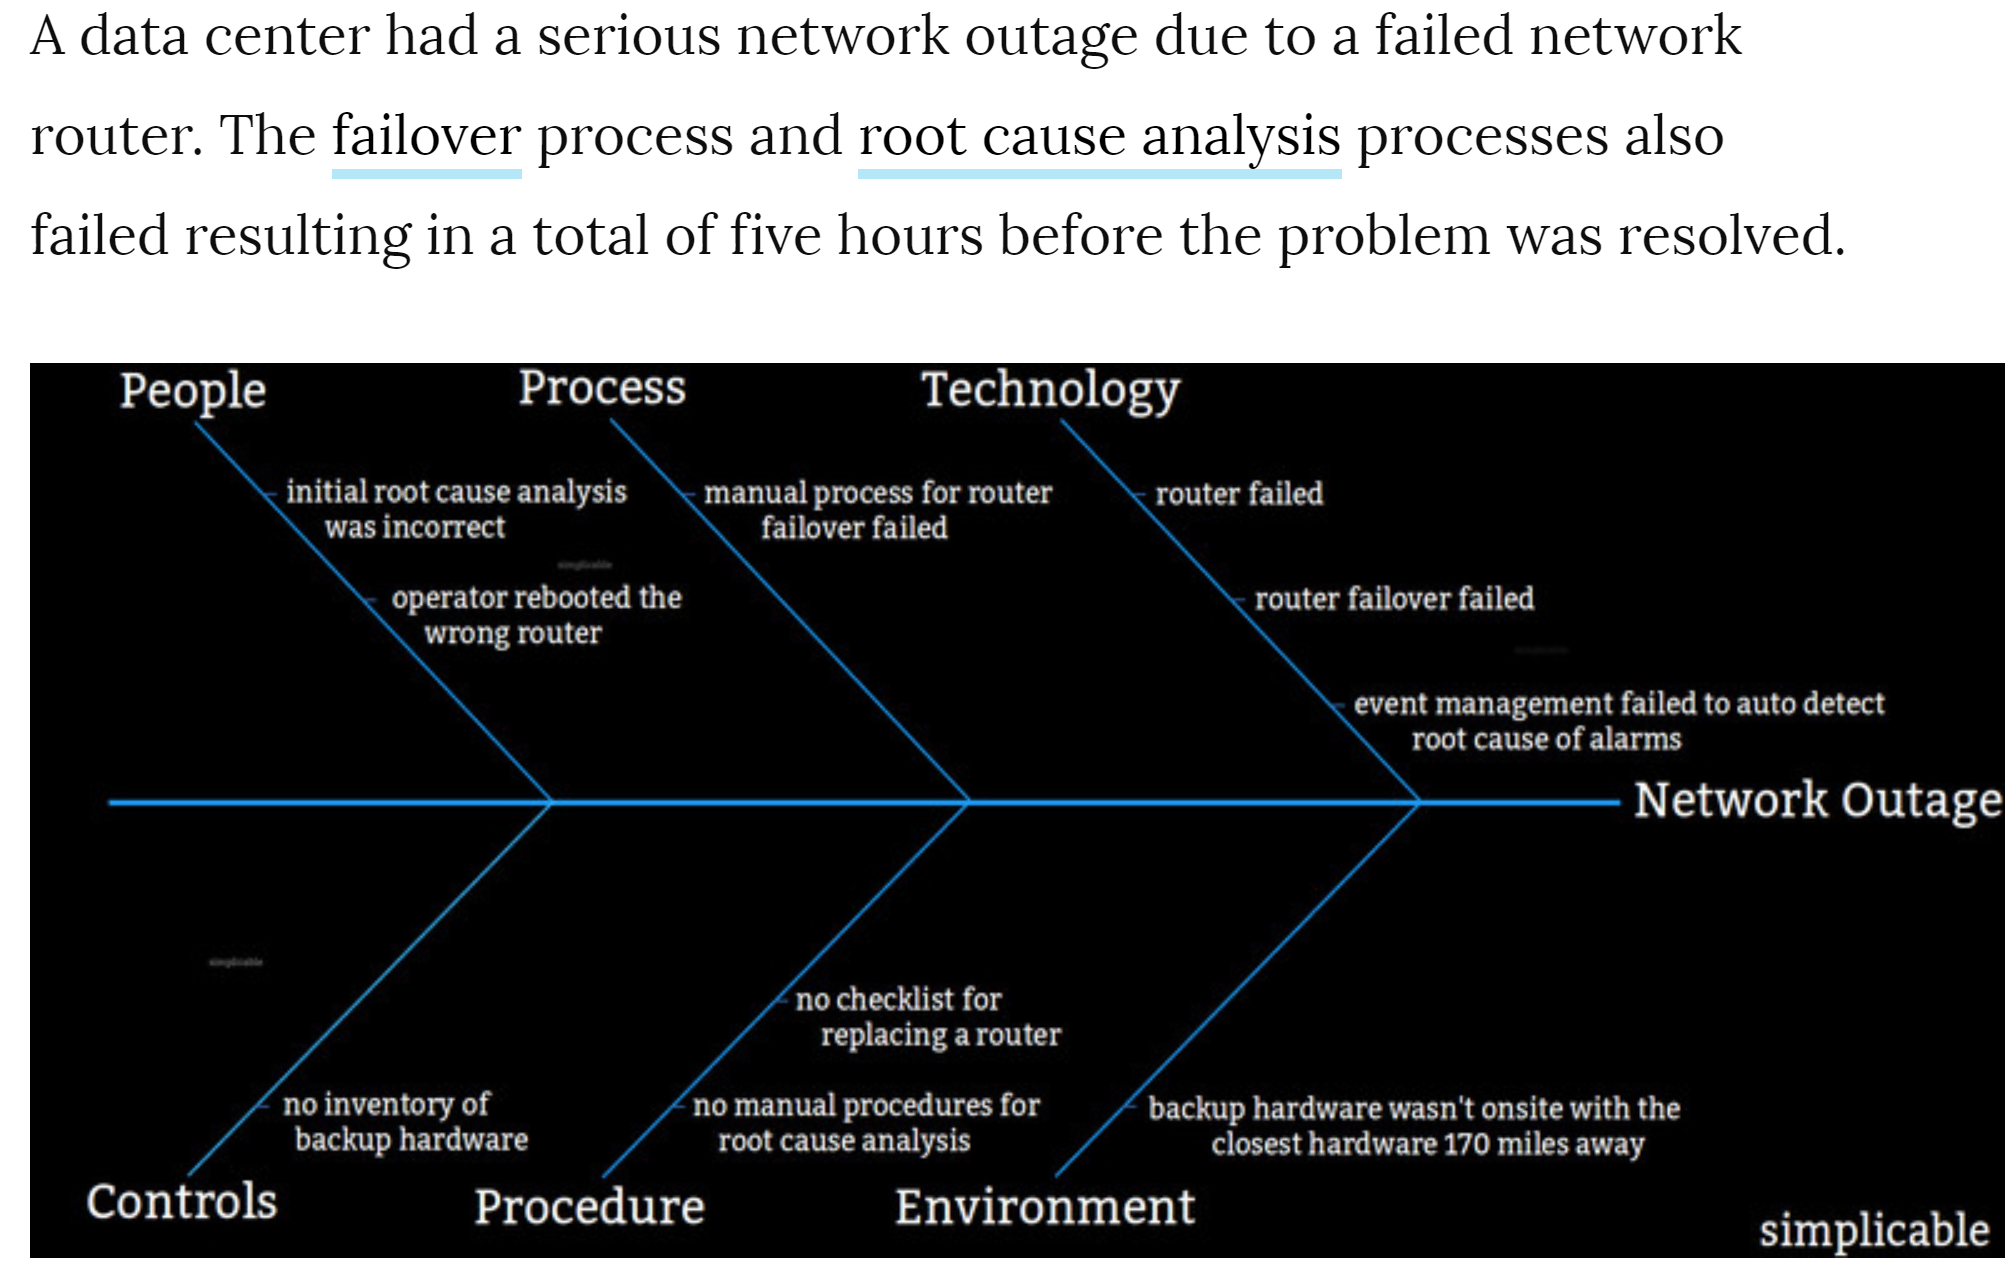 A data center had a serious network outage due to a failed network
router. The failover process and root cause analysis processes also
failed resulting in a total of five hours before the problem was resolved.
People
Process
Technology
initial root cause analysis
was incorrect
manual process for router
failover failed
router failed
simplicable
operator rebooted the
wrong router
router failover failed
event management failed to auto detect
root cause of alarms
Network Outage
simplicable
no checklist for
replacing a router
no inventory of
backup hardware
no manual procedures for
root cause analysis
backup hardware wasn't onsite with the
closest hardware 170 miles away
Controls
Procedure
Environment
simplicable